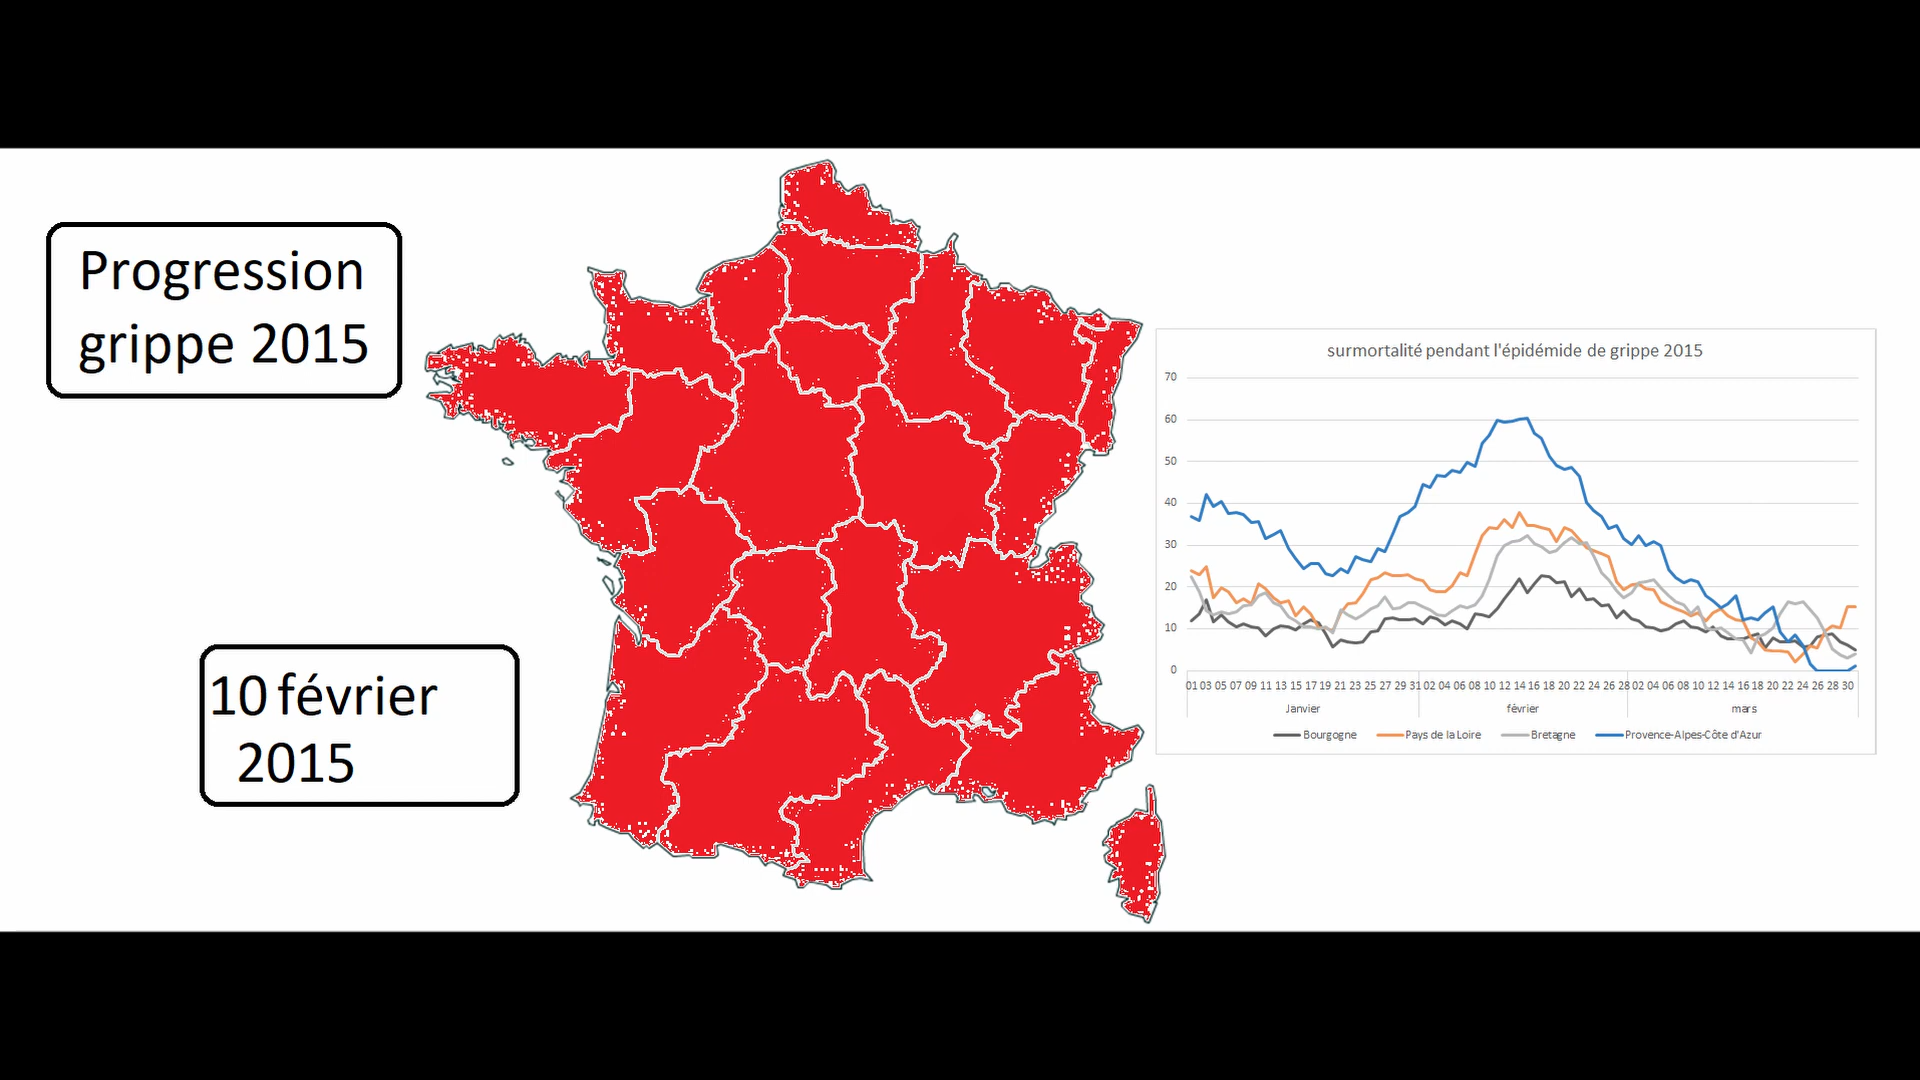 Progression
grippe 2015
10 février
2015
surmortalité pendant l'épidémide de grippe 2015
70
60
50
40
30
20
10
0
01 03 05 07 09 11 13 15 17 19 21 23 25 27 29 31 02 04 06 08 10 12 14 16 18 20 22 24 26 28 02 04 06 08 10 12 14 16 18 20 22 24 26 28 30
Janvier février mars
Bourgogne Pays de la Loire Bretagne Provence-Alpes-Côte d'Azur